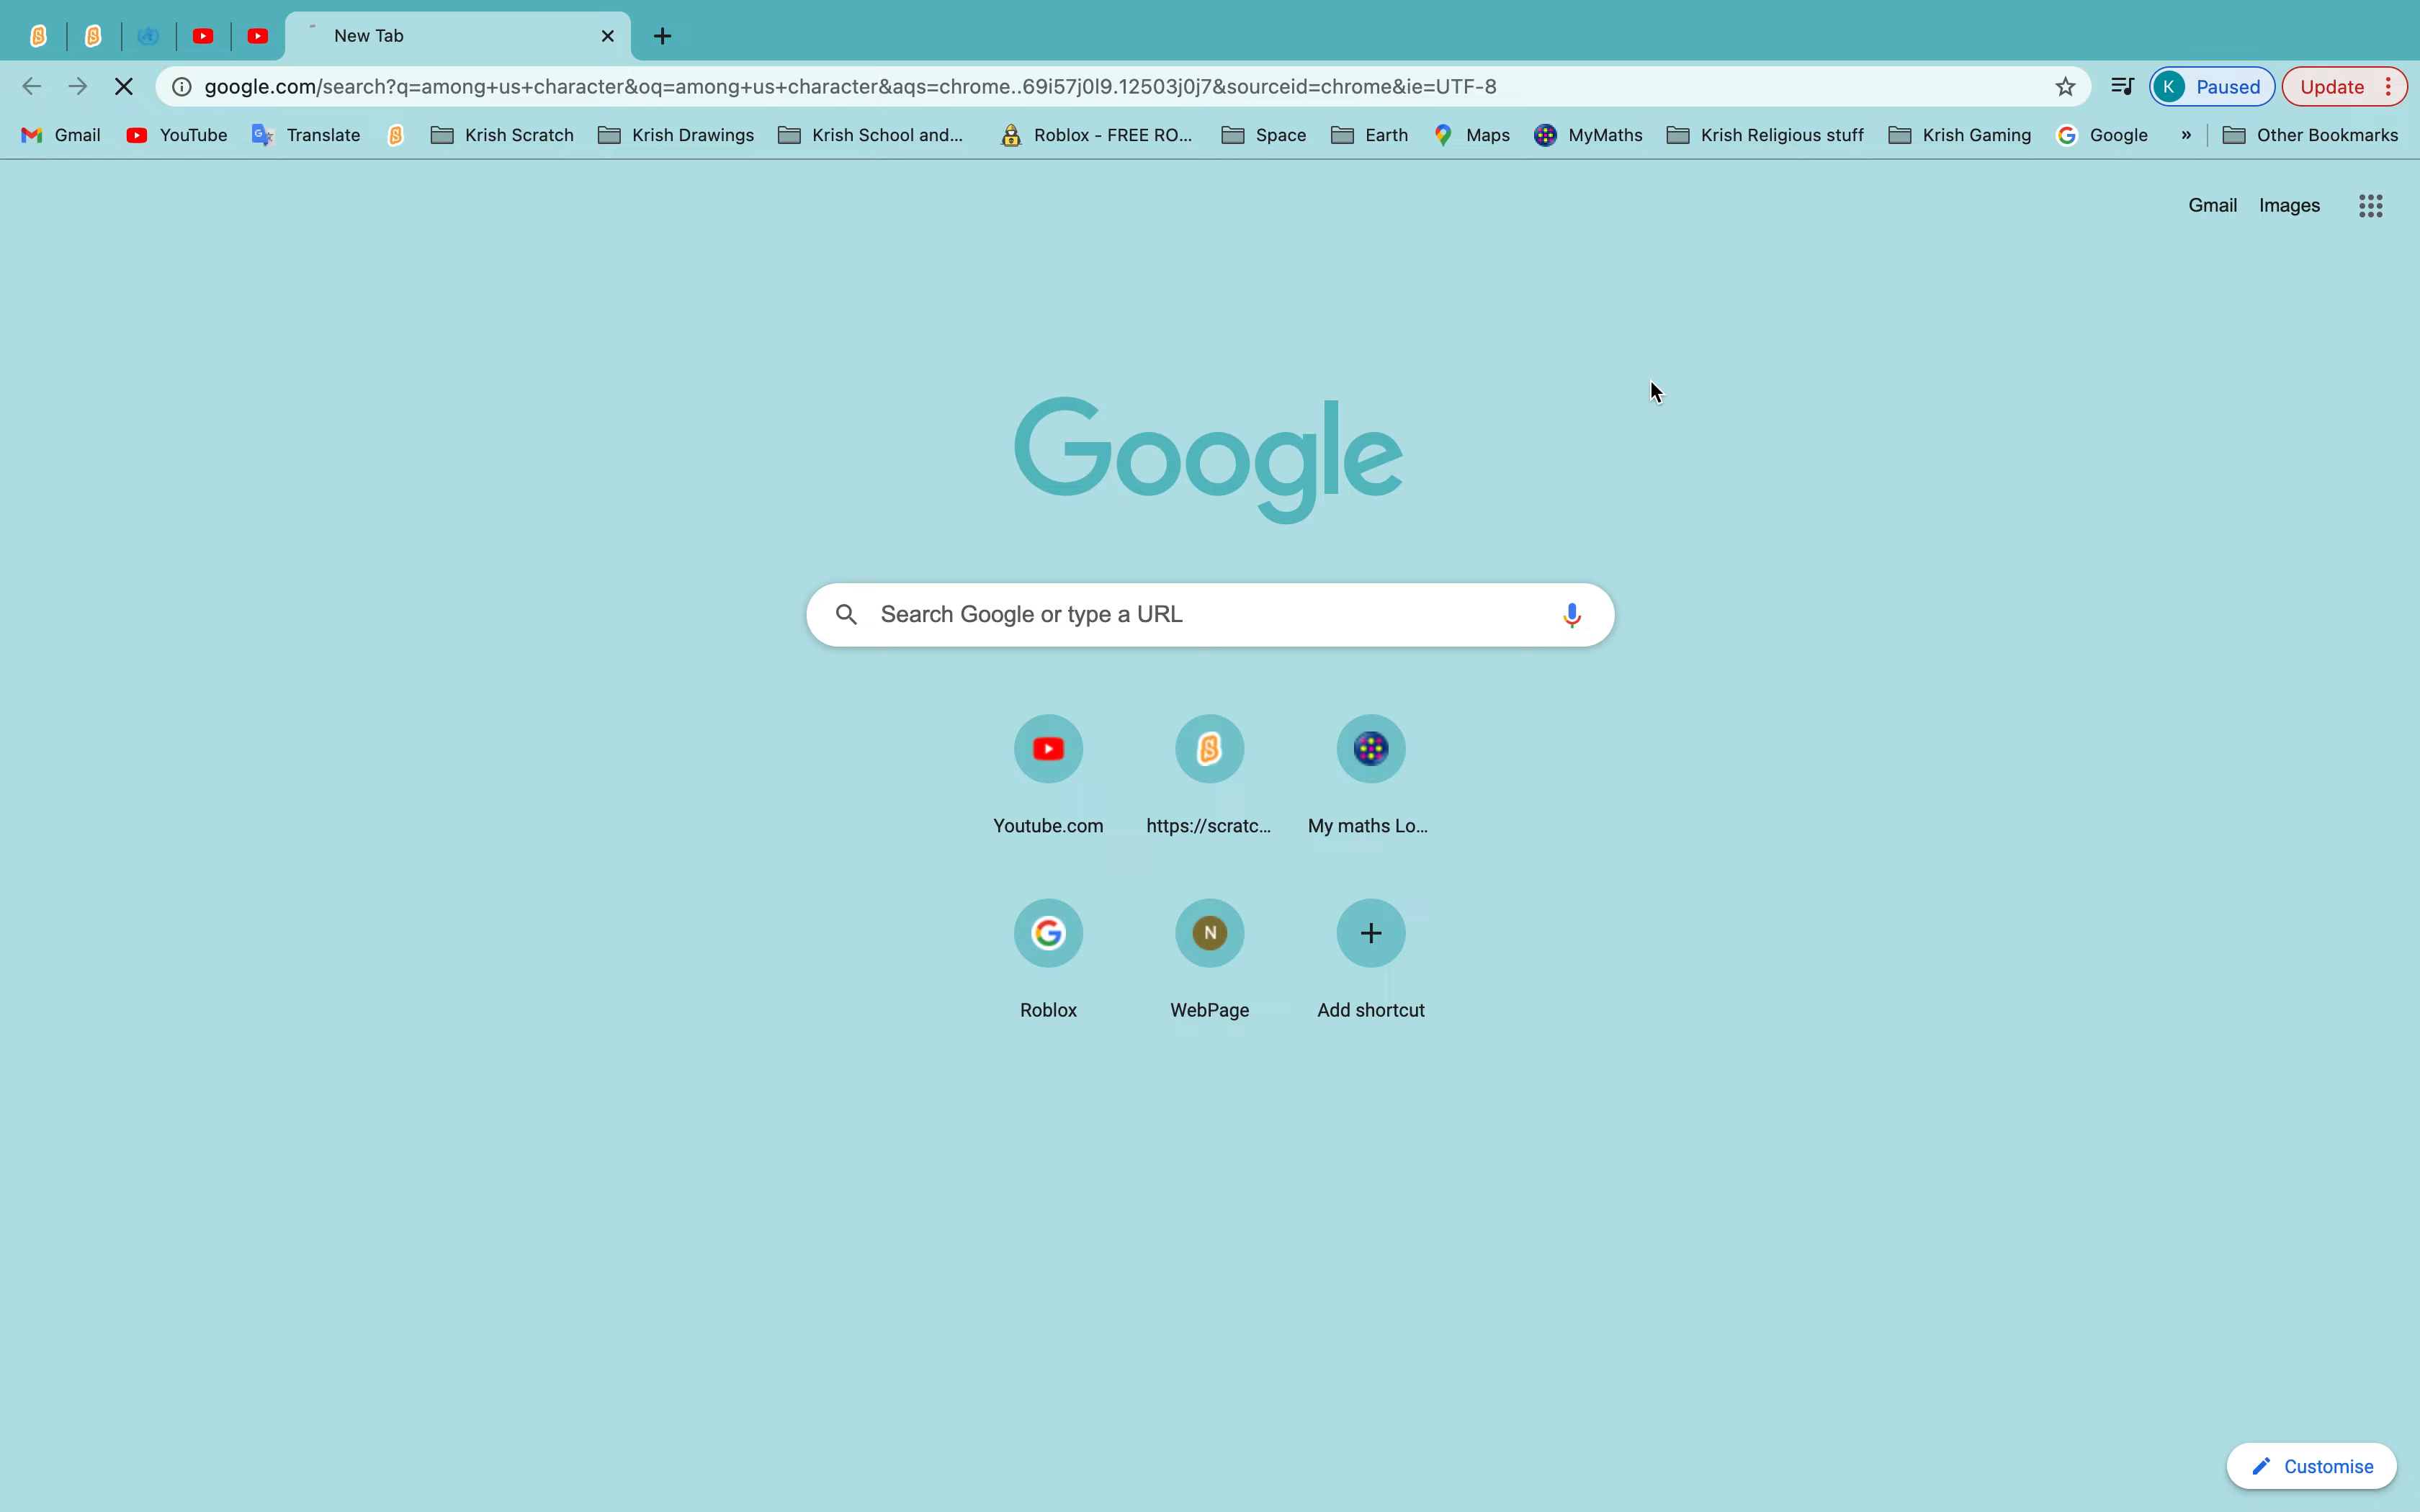 New Tab
google.com/search?q=among+us+character&oq=among+us+character&aqs=chrome..69i57j0l9.12503j0j7&sourceid=chrome&ie=UTF-8
K Paused Update
Gmail YouTube Translate Krish Scratch Krish Drawings Krish School and... Roblox - FREE RO... Space Earth Maps MyMaths Krish Religious stuff Krish Gaming Google » Other Bookmarks
Gmail Images
Google
Search Google or type a URL
Youtube.com https://scratc... My maths Lo...
N
Roblox WebPage Add shortcut
Customise